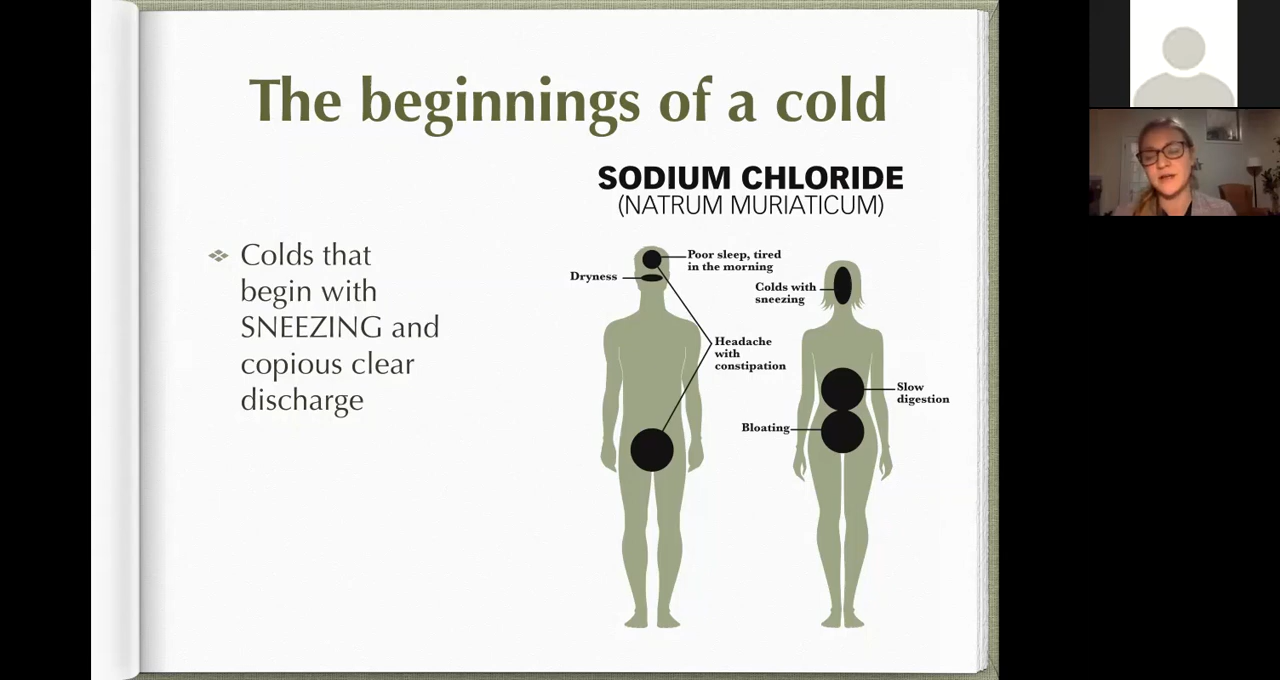 The beginnings of a cold
SODIUM CHLORIDE
(NATRUM MURIATICUM)
Colds that
begin with
SNEEZING and
copious clear
discharge
Poor sleep, tired
in the morning
Dryness
Colds with
sneezing
Headache
with
constipation
Slow
digestion
Bloating